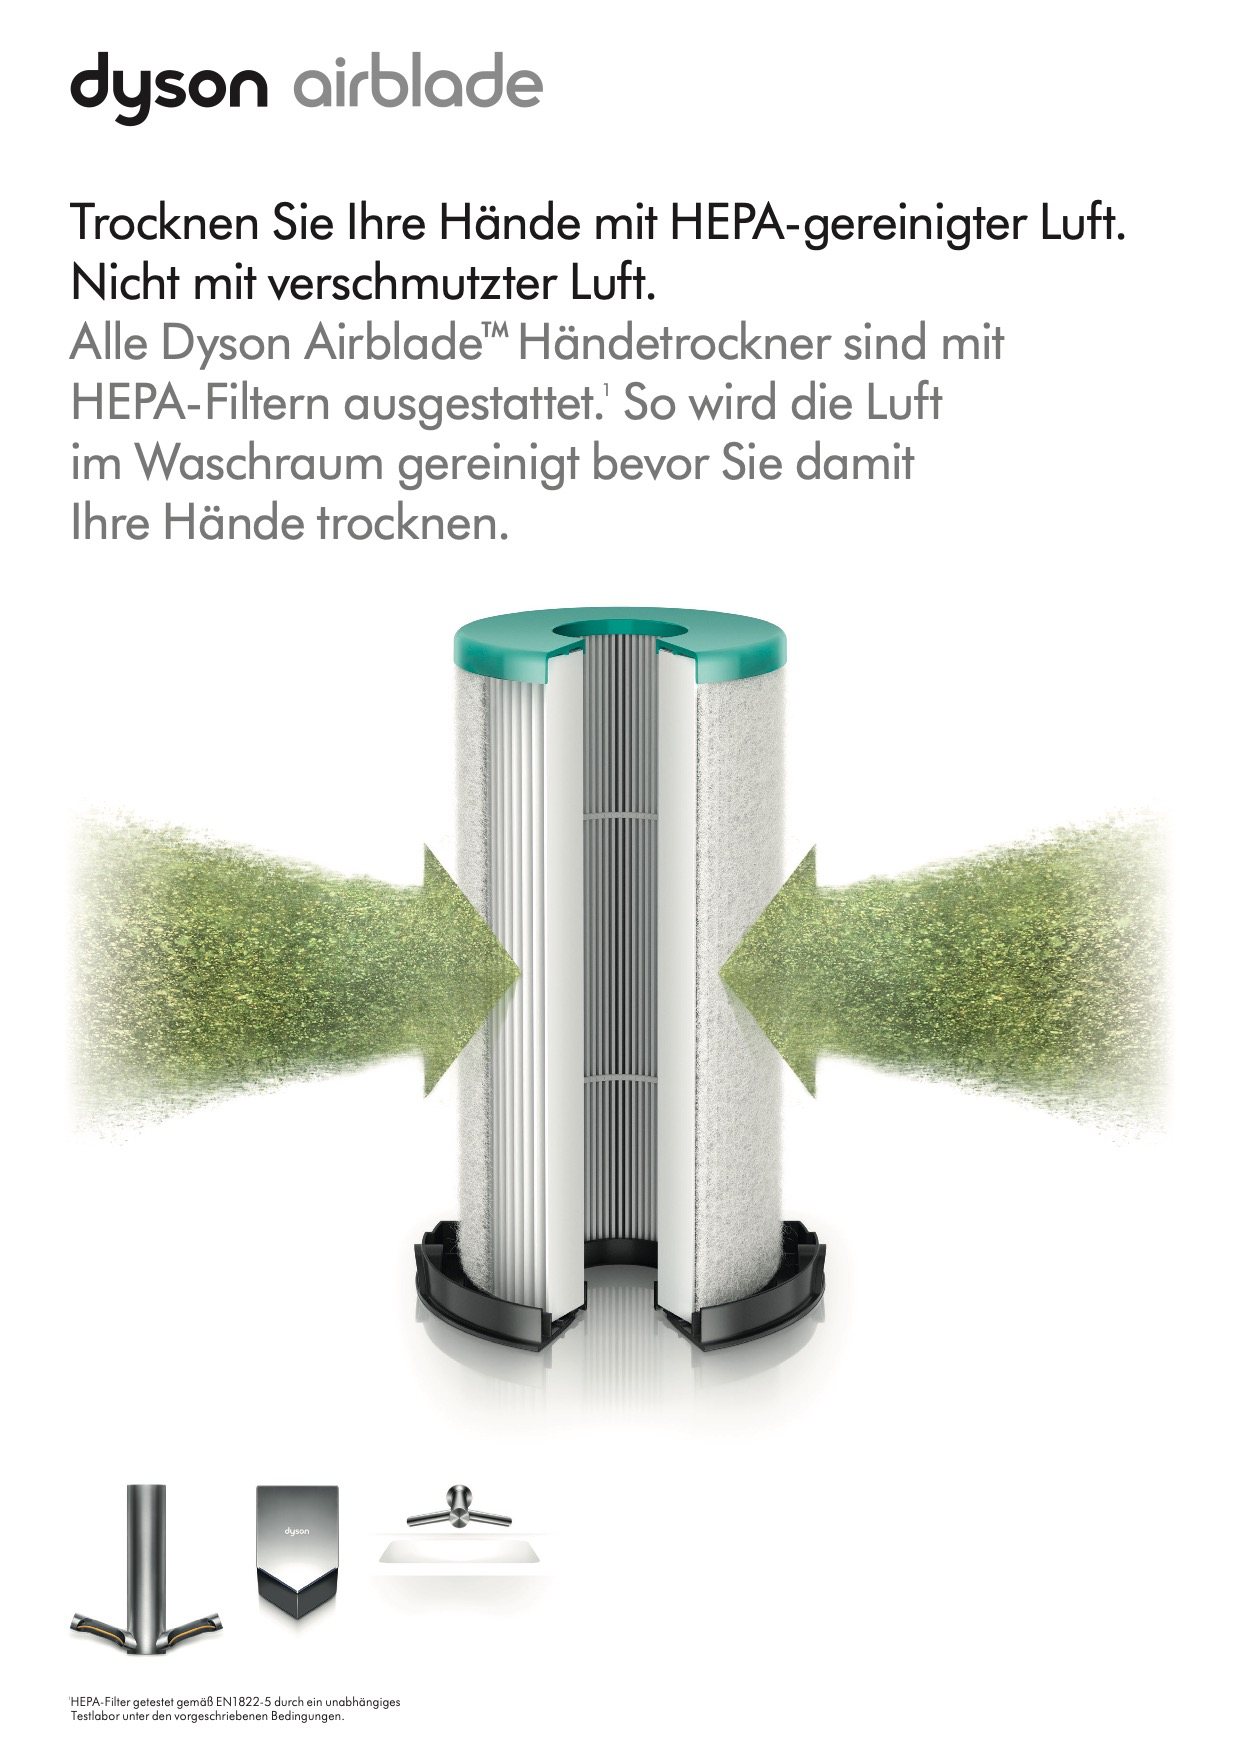 dyson airblade
Trocknen Sie Ihre Hände mit HEPA-gereinigter Luft.
Nicht mit verschmutzter Luft.
Alle Dyson Airblade™ Händetrockner sind mit
HEPA-Filtern ausgestattet.¹ So wird die Luft
im Waschraum gereinigt bevor Sie damit
Ihre Hände trocknen.
dyson
¹HEPA-Filter getestet gemäß EN1822-5 durch ein unabhängiges
Testlabor unter den vorgeschriebenen Bedingungen.